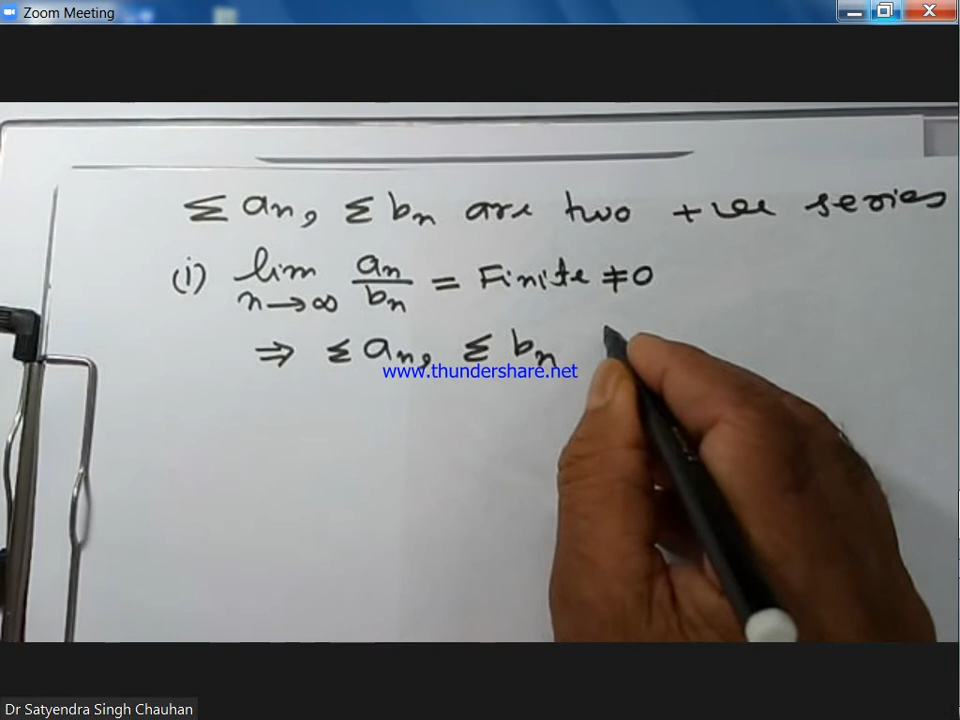 Zoom Meeting
Σ an, Σ bn are two +ve series
(i) lim n→∞ an/bn = Finite ≠ 0
⇒ Σ an, Σ bn
www.thundershare.net
Dr Satyendra Singh Chauhan